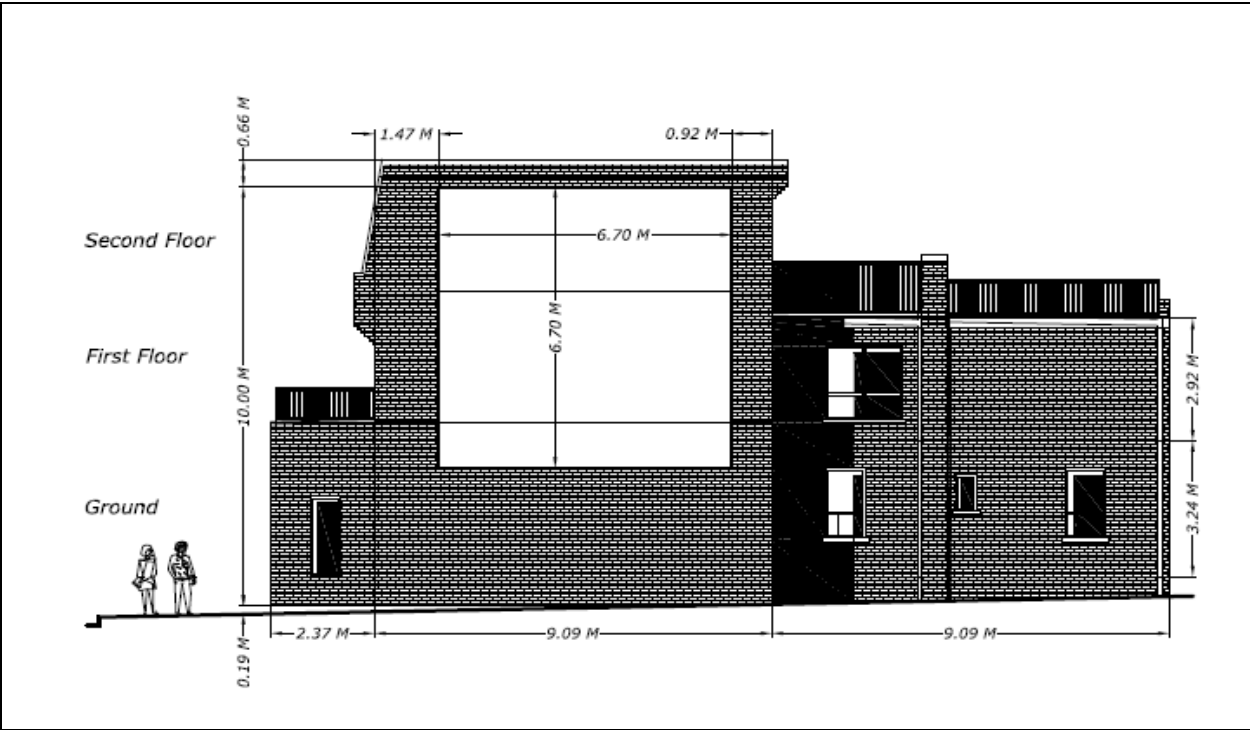 0.66 M
1.47 M
0.92 M
Second Floor
6.70 M
6.70 M
First Floor
10.00 M
2.92 M
Ground
3.24 M
2.37 M
9.09 M
9.09 M
0.19 M